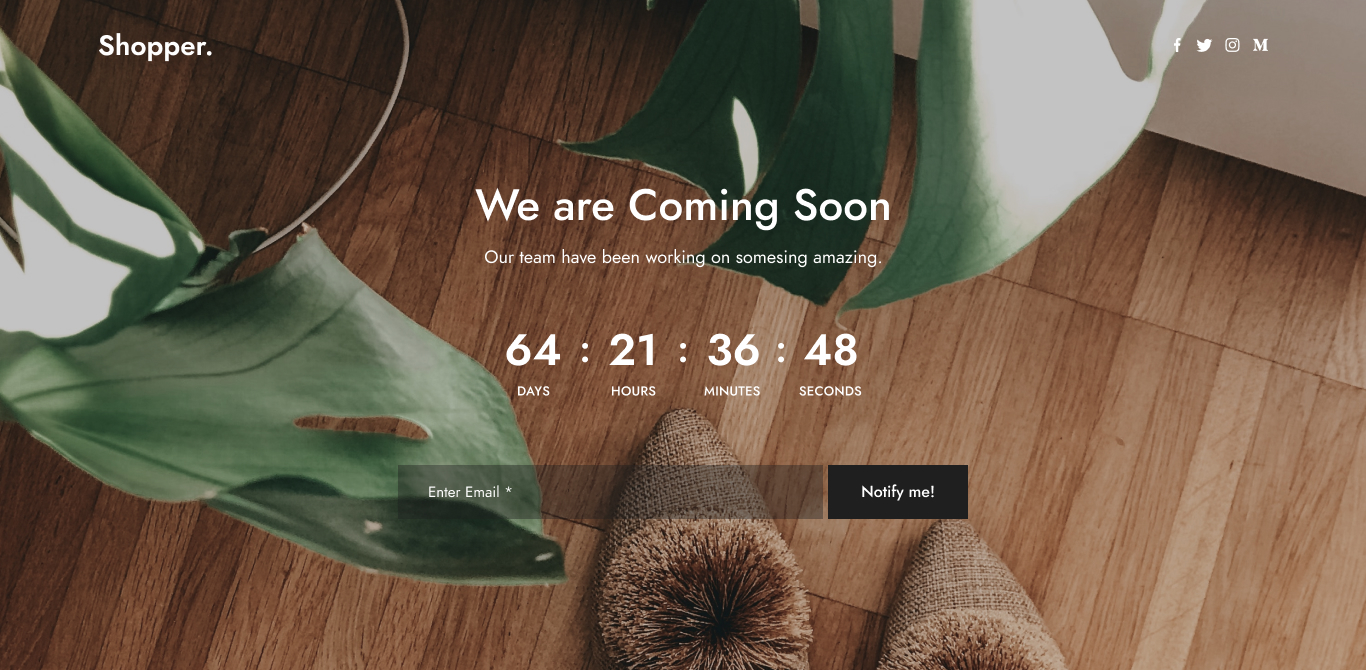 Shopper.
We are Coming Soon
Our team have been working on somesing amazing.
64 : 21 : 36 : 48
DAYS HOURS MINUTES SECONDS
Enter Email * Notify me!